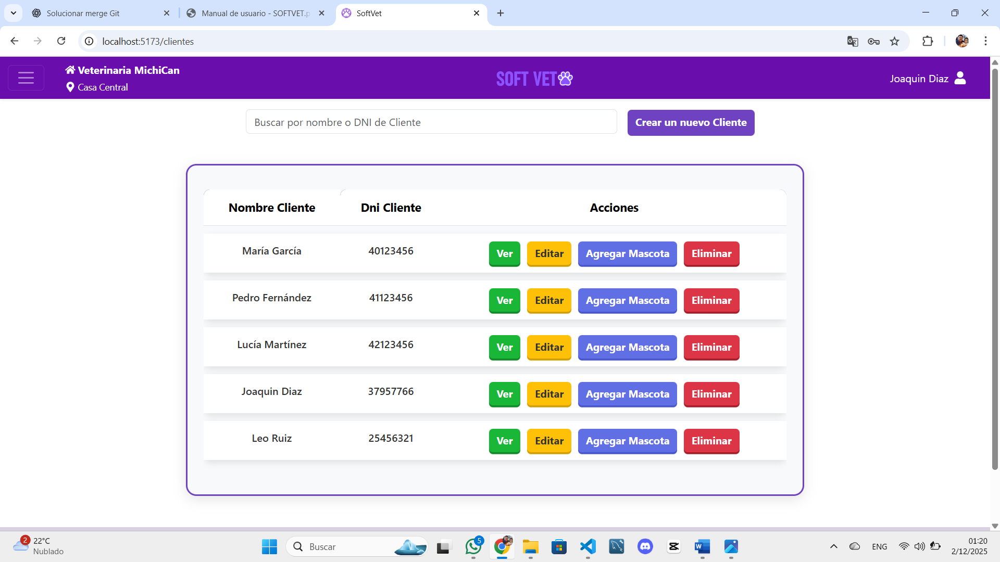 Solucionar merge Git
Manual de usuario - SOFTVET.p
SoftVet
localhost:5173/clientes
Veterinaria MichiCan
Casa Central
SOFT VET
Joaquin Diaz
Buscar por nombre o DNI de Cliente
Crear un nuevo Cliente
Nombre Cliente Dni Cliente Acciones
María García 40123456 Ver Editar Agregar Mascota Eliminar
Pedro Fernández 41123456 Ver Editar Agregar Mascota Eliminar
Lucía Martínez 42123456 Ver Editar Agregar Mascota Eliminar
Joaquin Diaz 37957766 Ver Editar Agregar Mascota Eliminar
Leo Ruiz 25456321 Ver Editar Agregar Mascota Eliminar
2
22°C
Nublado
Buscar
5
W
ENG
01:20
2/12/2025